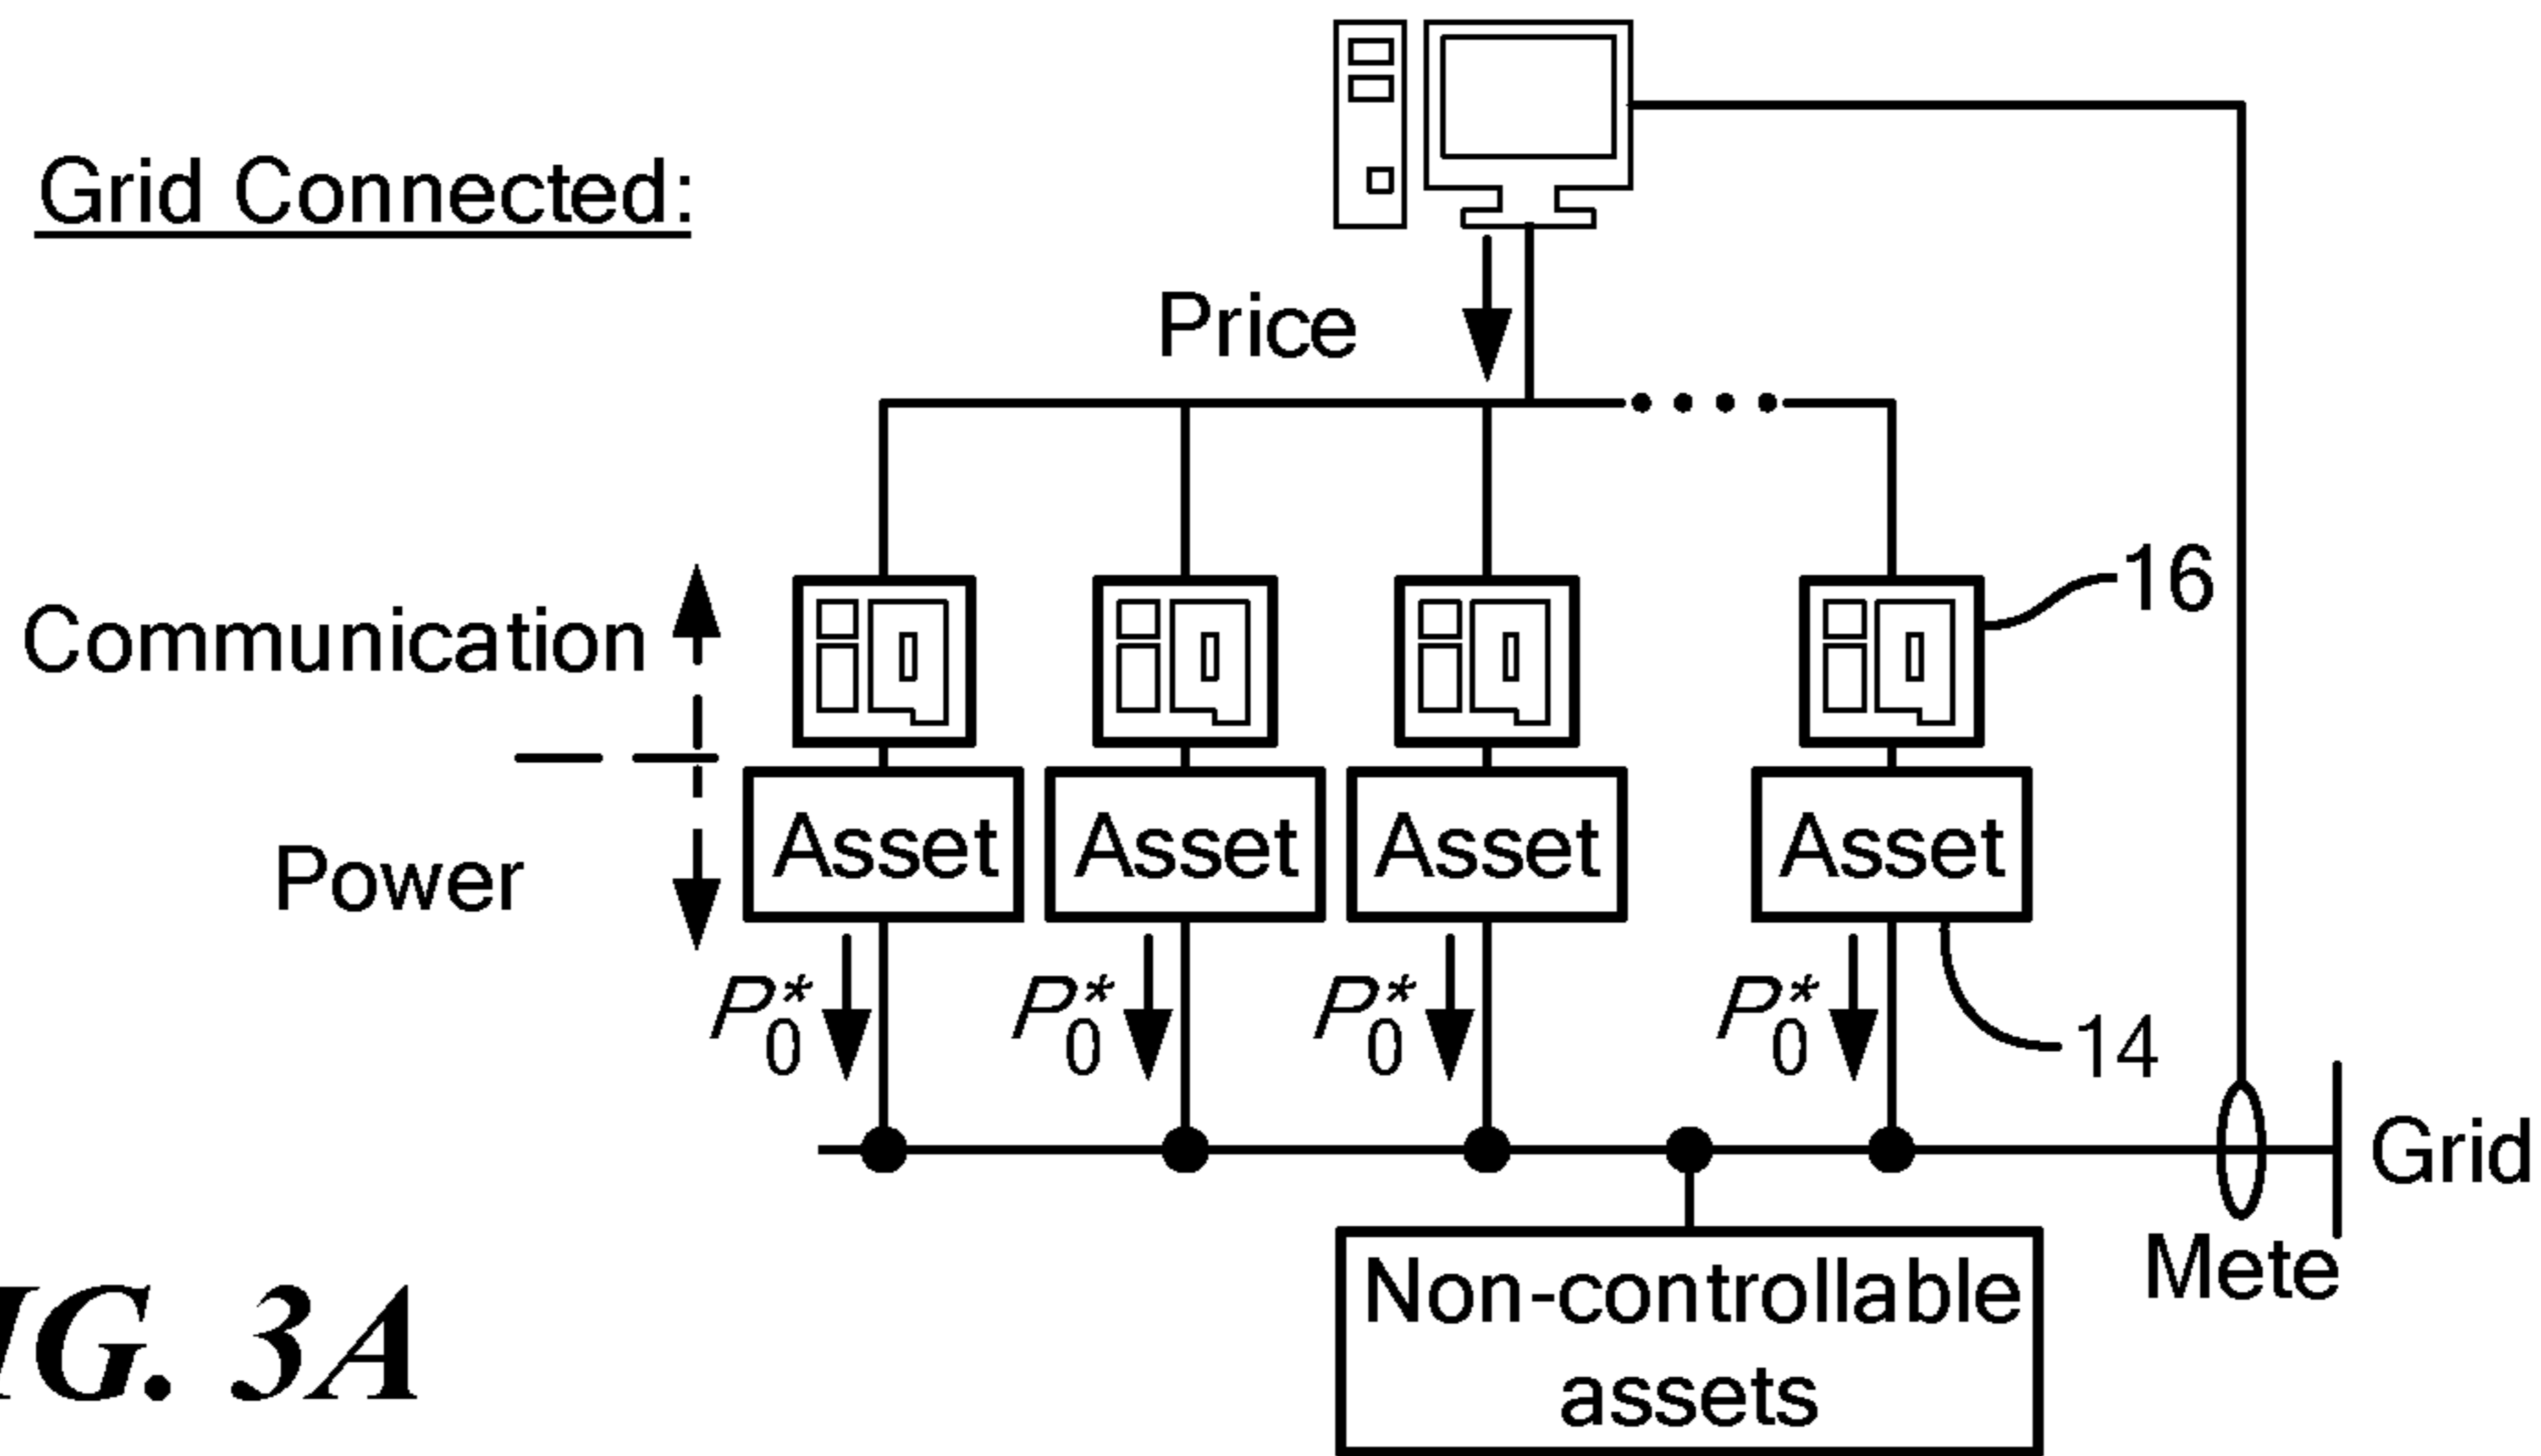 Grid Connected:
Price
Communication
16
Power
Asset Asset Asset Asset
P*0 P*0 P*0 P*0
14
Grid
Mete
Non-controllable
assets
IG. 3A